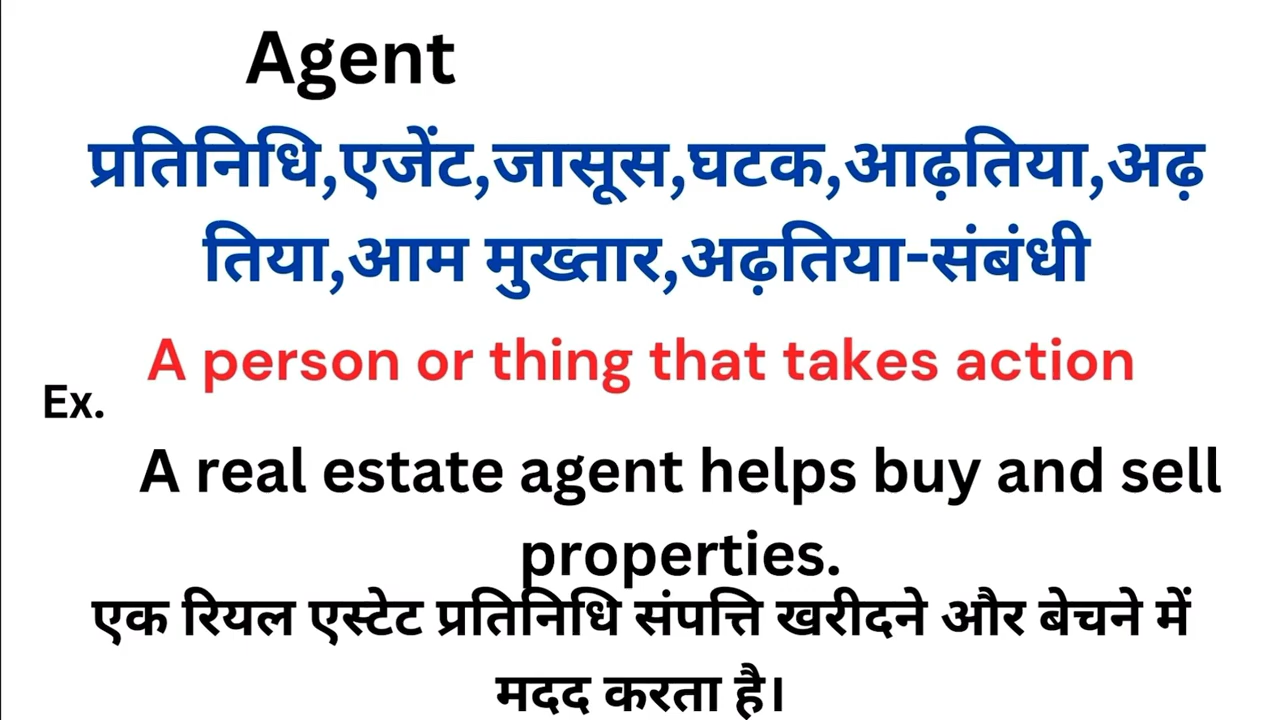 Agent
प्रतिनिधि,एजेंट,जासूस,घटक,आढ़तिया,अढ़
तिया,आम मुख्तार,अढ़तिया-संबंधी
A person or thing that takes action
Ex.
A real estate agent helps buy and sell
properties.
एक रियल एस्टेट प्रतिनिधि संपत्ति खरीदने और बेचने में
मदद करता है।